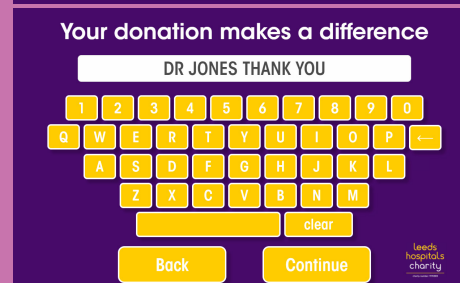 Your donation makes a difference
DR JONES THANK YOU
1 2 3 4 5 6 7 8 9 0
Q W E R T Y U I O P ←
A S D F G H J K L
Z X C V B N M
clear
Back Continue
leeds
hospitals
charity